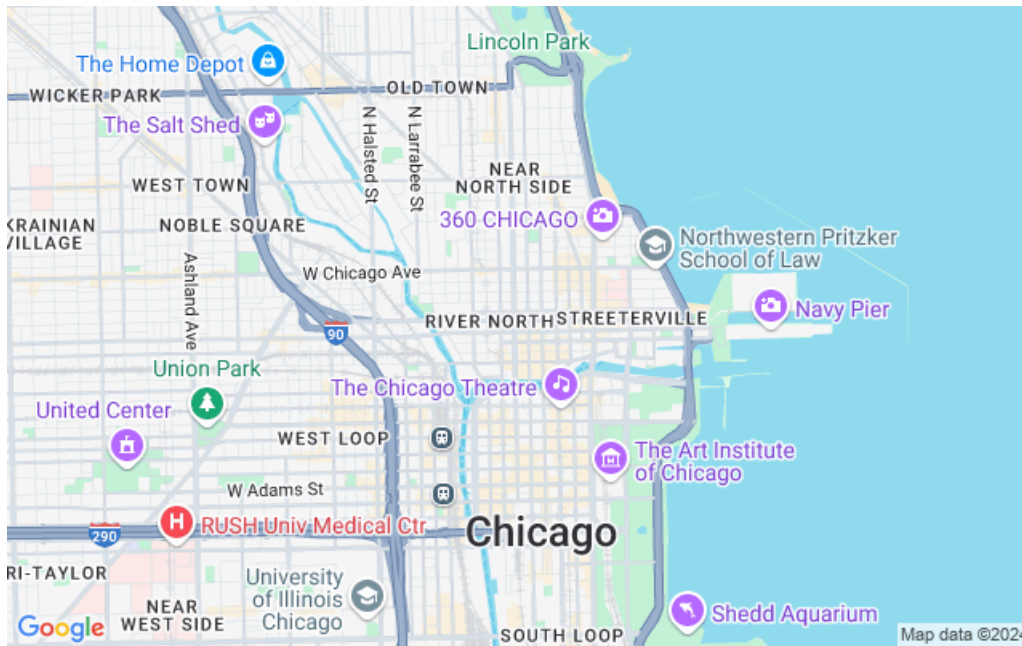 Lincoln Park
The Home Depot
WICKER PARK
OLD TOWN
The Salt Shed
N Halsted St
N Larrabee St
NEAR
NORTH SIDE
WEST TOWN
360 CHICAGO
KRAINIAN
VILLAGE
NOBLE SQUARE
Northwestern Pritzker
School of Law
Ashland Ave
W Chicago Ave
RIVER NORTH
STREETERVILLE
Navy Pier
90
Union Park
The Chicago Theatre
United Center
WEST LOOP
The Art Institute
of Chicago
W Adams St
RUSH Univ Medical Ctr
290
Chicago
RI-TAYLOR
University
of Illinois
Chicago
NEAR
WEST SIDE
Shedd Aquarium
SOUTH LOOP
Google
Map data ©2024